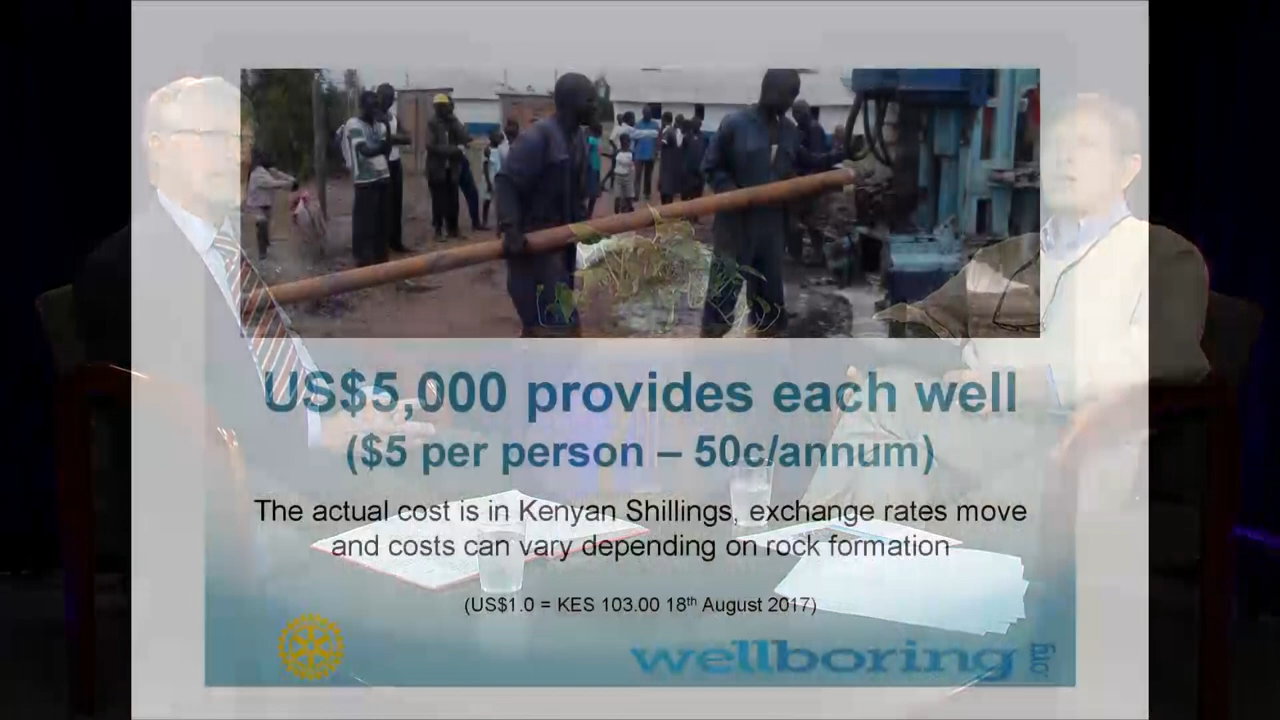 US$5,000 provides each well
($5 per person – 50c/annum)
The actual cost is in Kenyan Shillings, exchange rates move
and costs can vary depending on rock formation
(US$1.0 = KES 103.00 18th August 2017)
wellboring.org